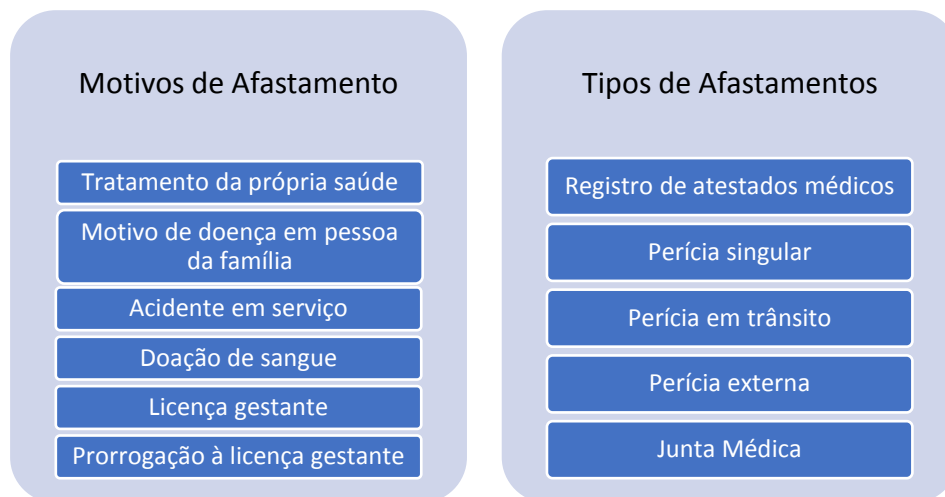 Motivos de Afastamento
Tratamento da própria saúde
Motivo de doença em pessoa
da família
Acidente em serviço
Doação de sangue
Licença gestante
Prorrogação à licença gestante
Tipos de Afastamentos
Registro de atestados médicos
Perícia singular
Perícia em trânsito
Perícia externa
Junta Médica